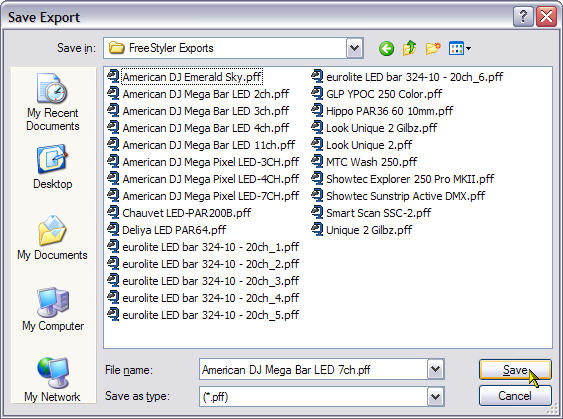 Save Export
Save in: FreeStyler Exports
My Recent Documents
Desktop
My Documents
My Computer
My Network
American DJ Emerald Sky.pff
American DJ Mega Bar LED 2ch.pff
American DJ Mega Bar LED 3ch.pff
American DJ Mega Bar LED 4ch.pff
American DJ Mega Bar LED 11ch.pff
American DJ Mega Pixel LED-3CH.pff
American DJ Mega Pixel LED-4CH.pff
American DJ Mega Pixel LED-7CH.pff
Chauvet LED-PAR200B.pff
Deliya LED PAR64.pff
eurolite LED bar 324-10 - 20ch_1.pff
eurolite LED bar 324-10 - 20ch_2.pff
eurolite LED bar 324-10 - 20ch_3.pff
eurolite LED bar 324-10 - 20ch_4.pff
eurolite LED bar 324-10 - 20ch_5.pff
eurolite LED bar 324-10 - 20ch_6.pff
GLP YPOC 250 Color.pff
Hippo PAR36 60 10mm.pff
Look Unique 2 Gilbz.pff
Look Unique 2.pff
MTC Wash 250.pff
Showtec Explorer 250 Pro MKII.pff
Showtec Sunstrip Active DMX.pff
Smart Scan SSC-2.pff
Unique 2 Gilbz.pff
File name: American DJ Mega Bar LED 7ch.pff
Save
Save as type: (*.pff)
Cancel